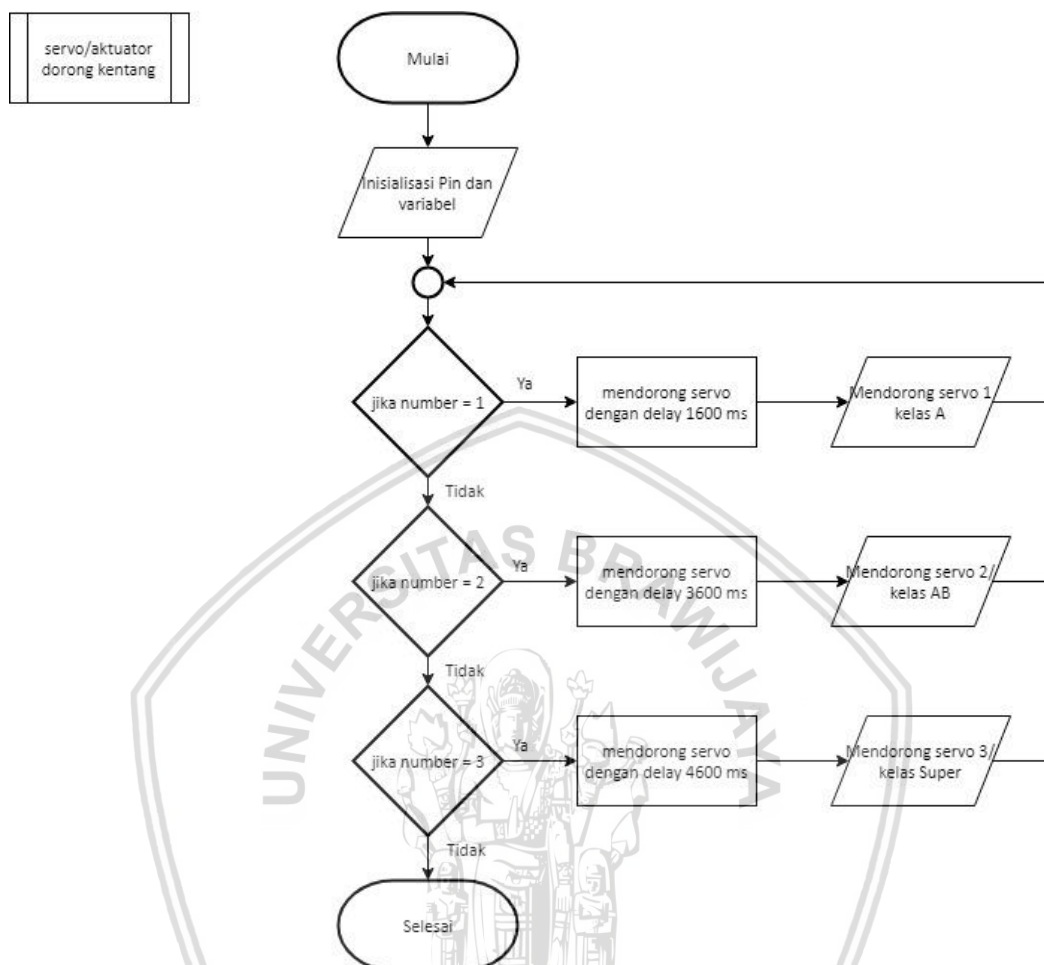 servo/aktuator
dorong kentang
Mulai
Inisialisasi Pin dan
variabel
jika number = 1
Ya
mendorong servo
dengan delay 1600 ms
Mendorong servo 1
kelas A
Tidak
jika number = 2
Ya
mendorong servo
dengan delay 3600 ms
Mendorong servo 2/
kelas AB
Tidak
jika number = 3
Ya
mendorong servo
dengan delay 4600 ms
Mendorong servo 3/
kelas Super
Tidak
Selesai
UNIVERSITAS BRAWIJAYA